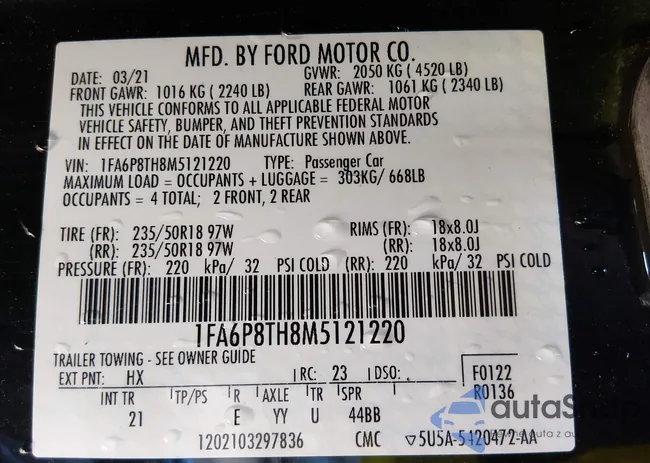 MFD. BY FORD MOTOR CO.
DATE: 03/21 GVWR: 2050 KG ( 4520 LB)
FRONT GAWR: 1016 KG (2240 LB) REAR GAWR: 1061 KG ( 2340 LB)
THIS VEHICLE CONFORMS TO ALL APPLICABLE FEDERAL MOTOR
VEHICLE SAFETY, BUMPER, AND THEFT PREVENTION STANDARDS
IN EFFECT ON THE DATE OF MANUFACTURE SHOWN ABOVE.
VIN: 1FA6P8TH8M5121220 TYPE: Passenger Car
MAXIMUM LOAD = OCCUPANTS + LUGGAGE = 303KG/ 668LB
OCCUPANTS = 4 TOTAL; 2 FRONT, 2 REAR
TIRE (FR): 235/50R18 97W RIMS (FR): 18x8.0J
(RR): 235/50R18 97W (RR): 18x8.0J
PRESSURE (FR): 220 kPa/ 32 PSI COLD (RR): 220 kPa/ 32 PSI COLD
1FA6P8TH8M5121220
TRAILER TOWING - SEE OWNER GUIDE
EXT PNT: HX RC: 23 DSO: F0122
R0136
INT TR TP/PS R AXLE TR SPR
21 E YY U 44BB
1202103297836 CMC ▽5U5A-5420472-AA